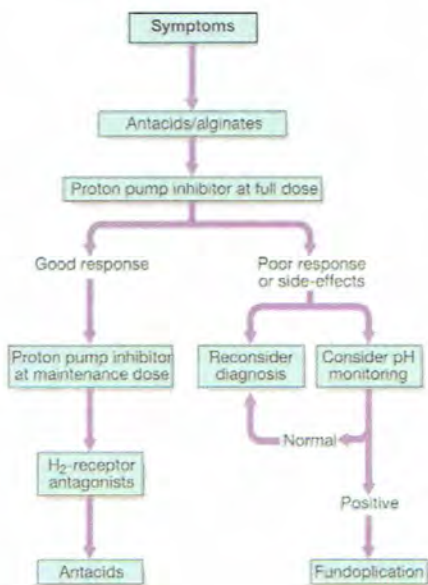 Symptoms
Antacids/alginates
Proton pump inhibitor at full dose
Good response
Poor response
or side-effects
Proton pump inhibitor
at maintenance dose
Reconsider
diagnosis
Consider pH
monitoring
Normal
H₂-receptor
antagonists
Positive
Antacids
Fundoplication